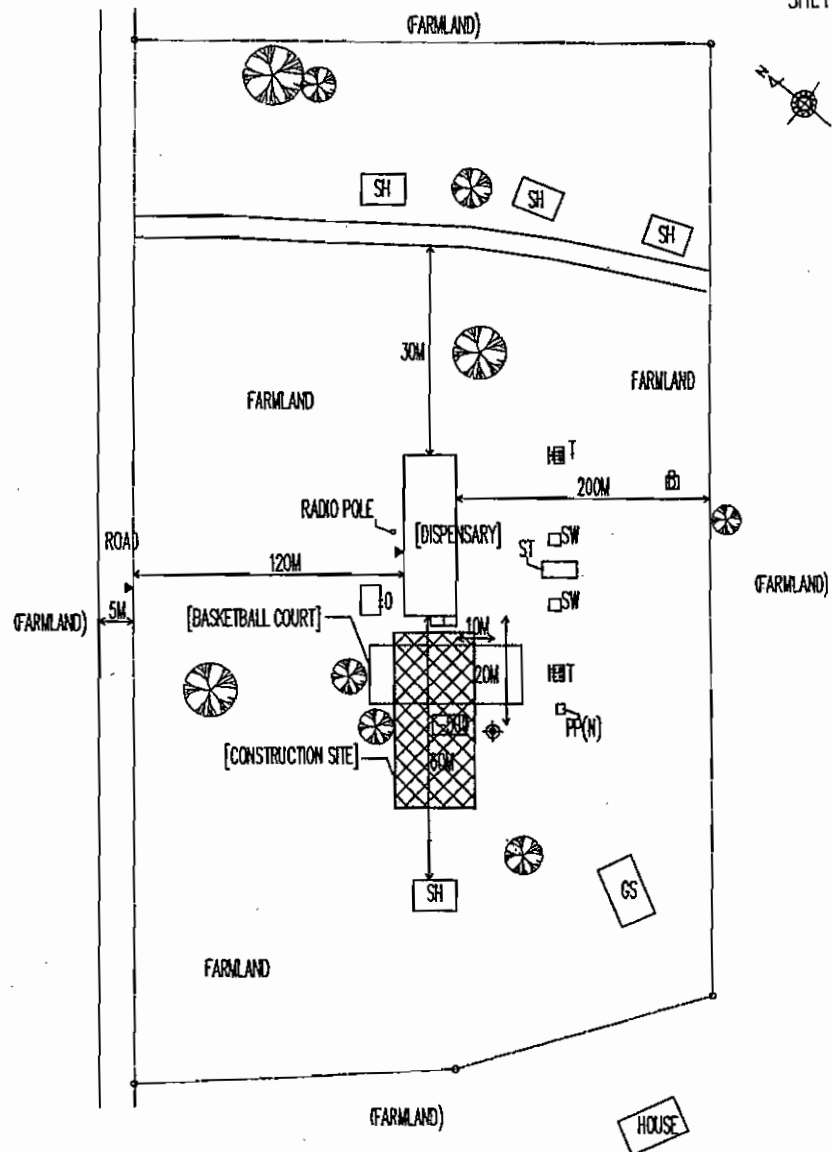 (FARMLAND)
N
SH
SH
SH
30M
FARMLAND
FARMLAND
T
200M
RADIO POLE
[DISPENSARY]
SW
ROAD
ST
120M
(FARMLAND)
5M
O
SW
(FARMLAND)
[BASKETBALL COURT]
10M
20M
T
PP(N)
[CONSTRUCTION SITE]
60M
SH
GS
FARMLAND
(FARMLAND)
HOUSE